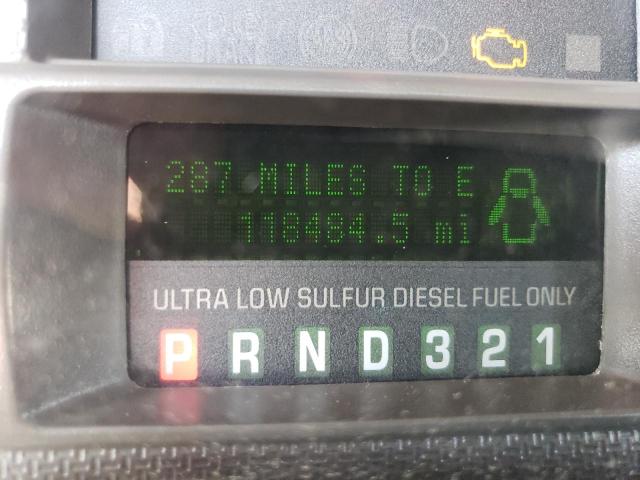 287 MILES TO E
118484.5 mi
ULTRA LOW SULFUR DIESEL FUEL ONLY
P R N D 3 2 1